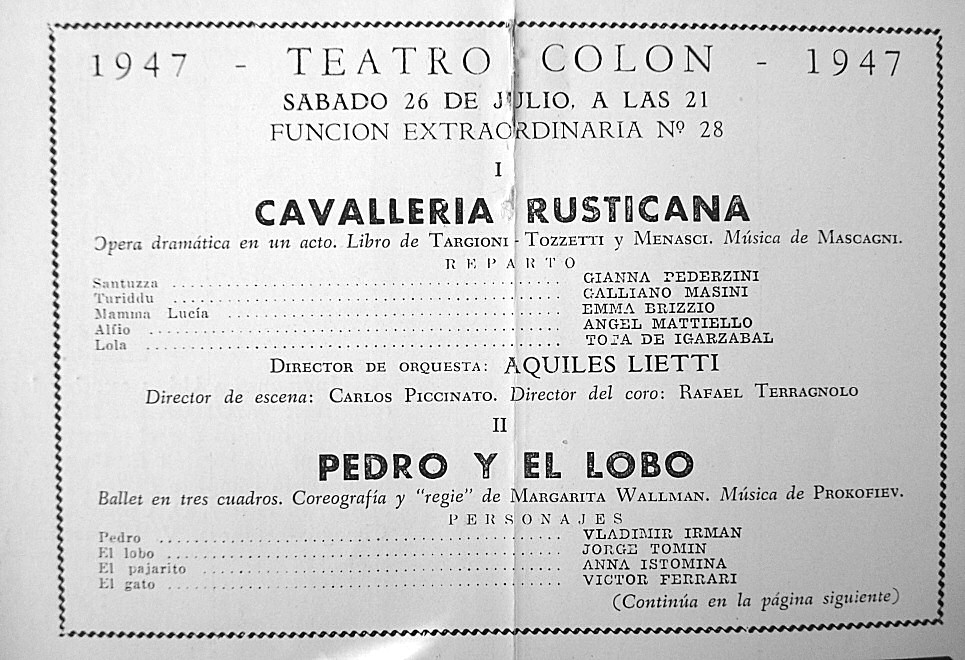 1947 - TEATRO COLON - 1947
SABADO 26 DE JULIO, A LAS 21
FUNCION EXTRAORDINARIA Nº 28
I
CAVALLERIA RUSTICANA
Opera dramática en un acto. Libro de TARGIONI-TOZZETTI y MENASCI. Música de MASCAGNI.
REPARTO
Santuzza ........ GIANNA PEDERZINI
Turiddu ........ GALLIANO MASINI
Mamma Lucía ........ EMMA BRIZZIO
Alfio ........ ANGEL MATTIELLO
Lola ........ TOTA DE IGARZABAL
DIRECTOR DE ORQUESTA: AQUILES LIETTI
Director de escena: CARLOS PICCINATO. Director del coro: RAFAEL TERRAGNOLO
II
PEDRO Y EL LOBO
Ballet en tres cuadros. Coreografía y "regie" de MARGARITA WALLMAN. Música de PROKOFIEV.
PERSONAJES
Pedro ........ VLADIMIR IRMAN
El lobo ........ JORGE TOMIN
El pajarito ........ ANNA ISTOMINA
El gato ........ VICTOR FERRARI
(Continúa en la página siguiente)